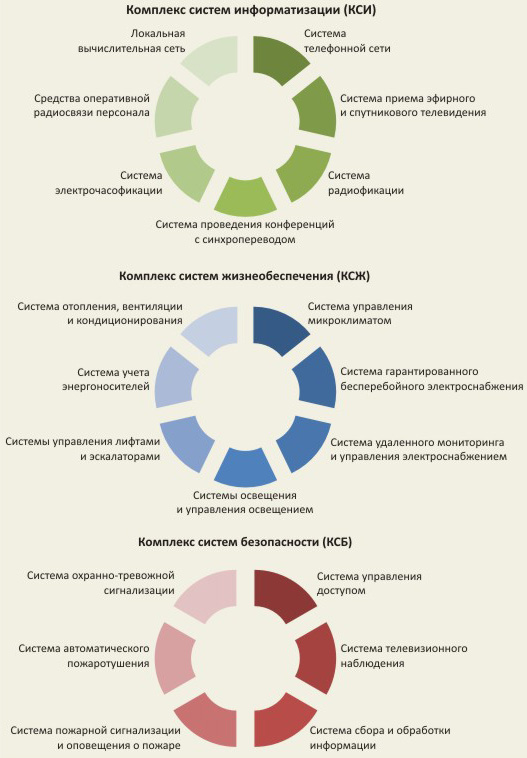 Комплекс систем информатизации (КСИ)
Локальная
вычислительная сеть
Система
телефонной сети
Средства оперативной
радиосвязи персонала
Система приема эфирного
и спутникового телевидения
Система
электрочасофикации
Система
радиофикации
Система проведения конференций
с синхропереводом
Комплекс систем жизнеобеспечения (КСЖ)
Система отопления, вентиляции
и кондиционирования
Система управления
микроклиматом
Система учета
энергоносителей
Система гарантированного
бесперебойного электроснабжения
Системы управления лифтами
и эскалаторами
Система удаленного мониторинга
и управления электроснабжением
Системы освещения
и управления освещением
Комплекс систем безопасности (КСБ)
Система охранно-тревожной
сигнализации
Система управления
доступом
Система автоматического
пожаротушения
Система телевизионного
наблюдения
Система пожарной сигнализации
и оповещения о пожаре
Система сбора и обработки
информации